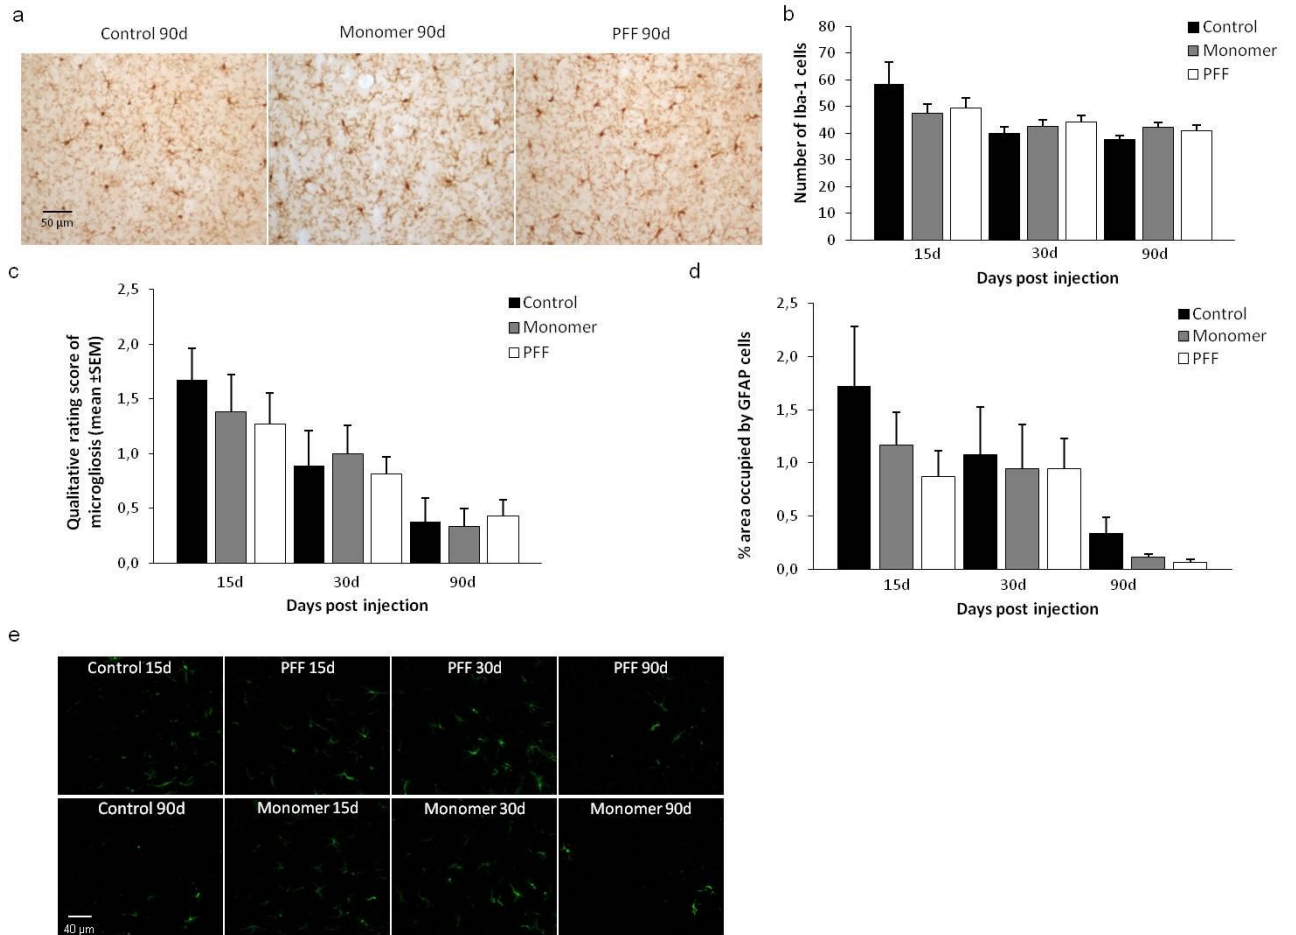 a
Control 90d
Monomer 90d
PFF 90d
50 µm
b
Number of Iba-1 cells
80
70
60
50
40
30
20
10
0
15d
30d
90d
Days post injection
Control
Monomer
PFF
c
Qualitative rating score of
microgliosis (mean ±SEM)
2,5
2,0
1,5
1,0
0,5
0,0
15d
30d
90d
Days post injection
Control
Monomer
PFF
d
% area occupied by GFAP cells
2,5
2,0
1,5
1,0
0,5
0,0
15d
30d
90d
Days post injection
Control
Monomer
PFF
e
Control 15d
PFF 15d
PFF 30d
PFF 90d
Control 90d
Monomer 15d
Monomer 30d
Monomer 90d
40 µm